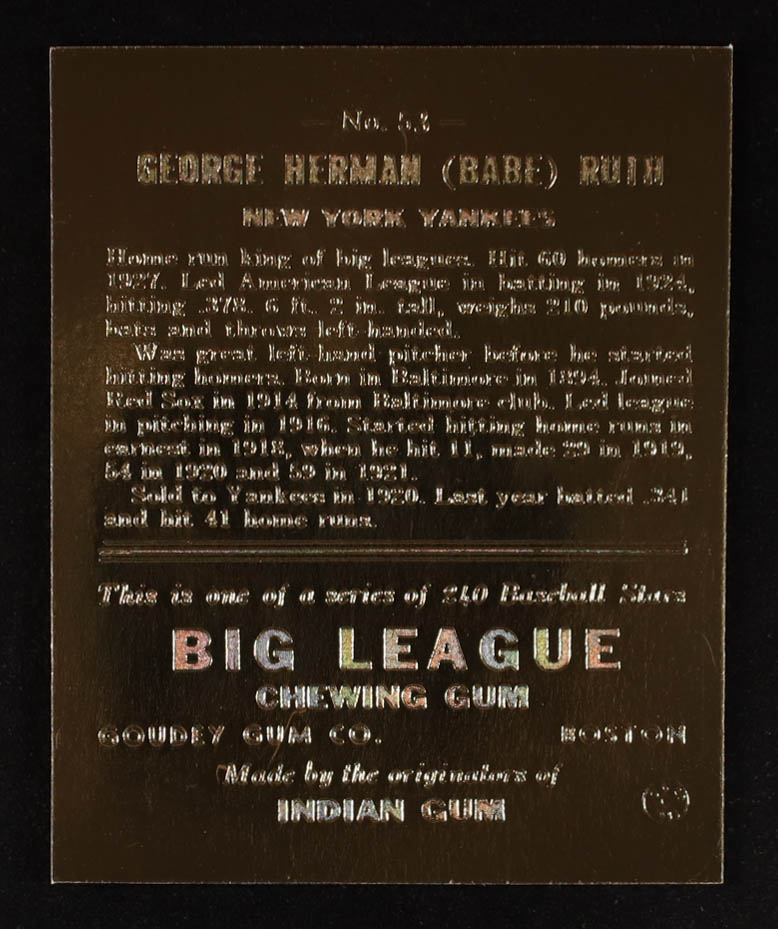 No. 53
GEORGE HERMAN (BABE) RUTH
NEW YORK YANKEES
Home run king of big leagues. Hit 60 homers in
1927. Led American League in batting in 1924,
hitting .378. 6 ft. 2 in. tall, weighs 210 pounds,
bats and throws left-handed.
Was great left-hand pitcher before he started
hitting homers. Born in Baltimore in 1894. Joined
Red Sox in 1914 from Baltimore club. Led league
in pitching in 1916. Started hitting home runs in
earnest in 1918, when he hit 11, made 29 in 1919,
54 in 1920 and 59 in 1921.
Sold to Yankees in 1920. Last year batted .341
and hit 41 home runs.
This is one of a series of 240 Baseball Stars
BIG LEAGUE
CHEWING GUM
GOUDEY GUM CO. BOSTON
Made by the originators of
INDIAN GUM